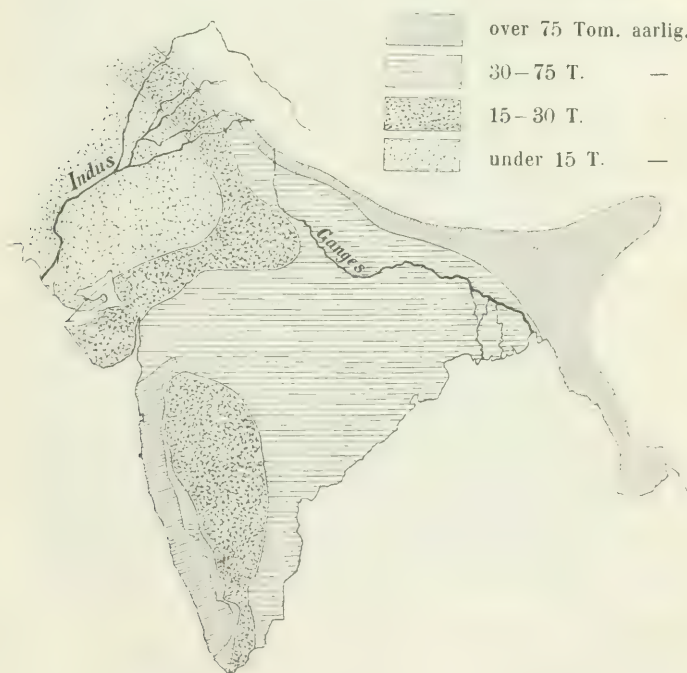 over 75 Tom. aarlig.
30–75 T. —
15–30 T.
under 15 T. —
Indus
Ganges